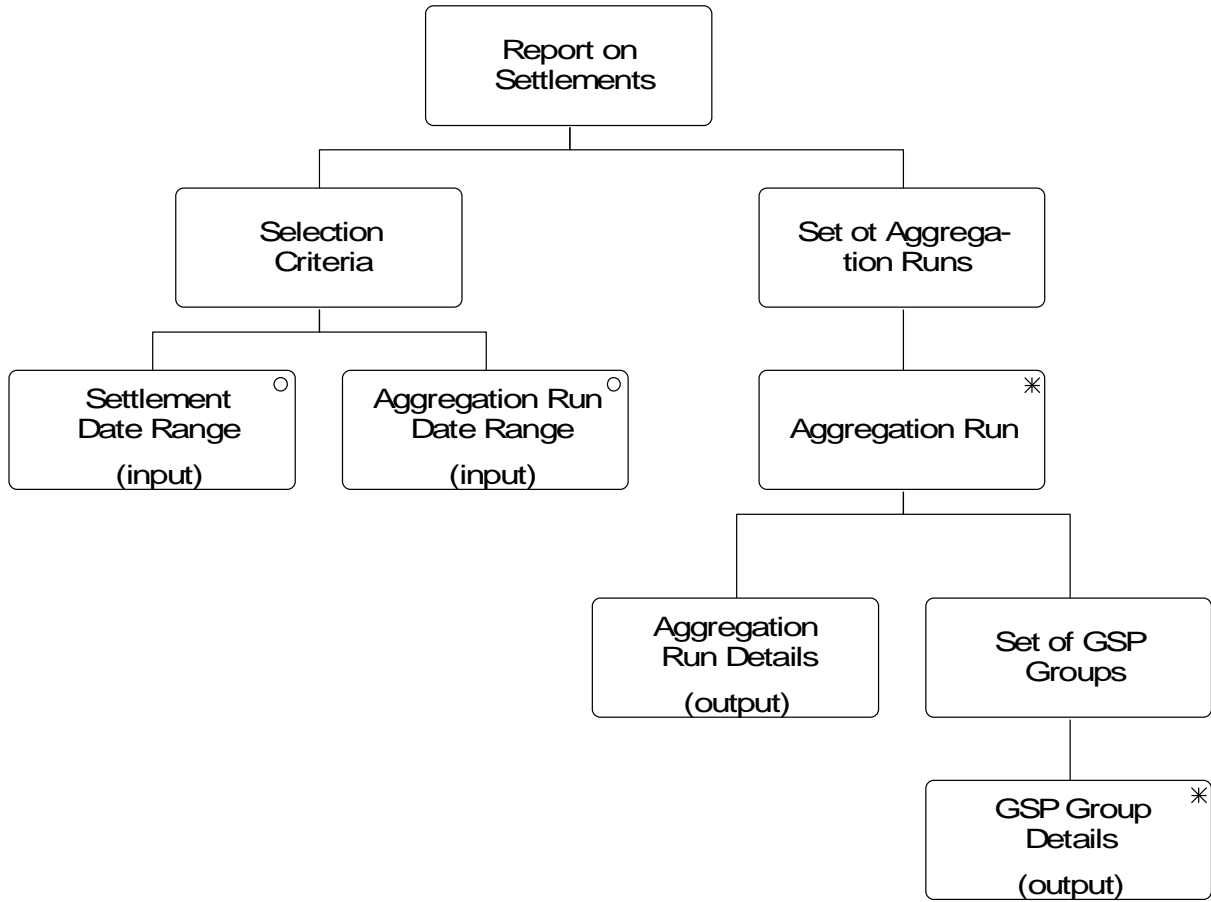 Report on
Settlements
Selection
Criteria
Set ot Aggrega-
tion Runs
Settlement
Date Range
(input)
Aggregation Run
Date Range
(input)
Aggregation Run
Aggregation
Run Details
(output)
Set of GSP
Groups
GSP Group
Details
(output)